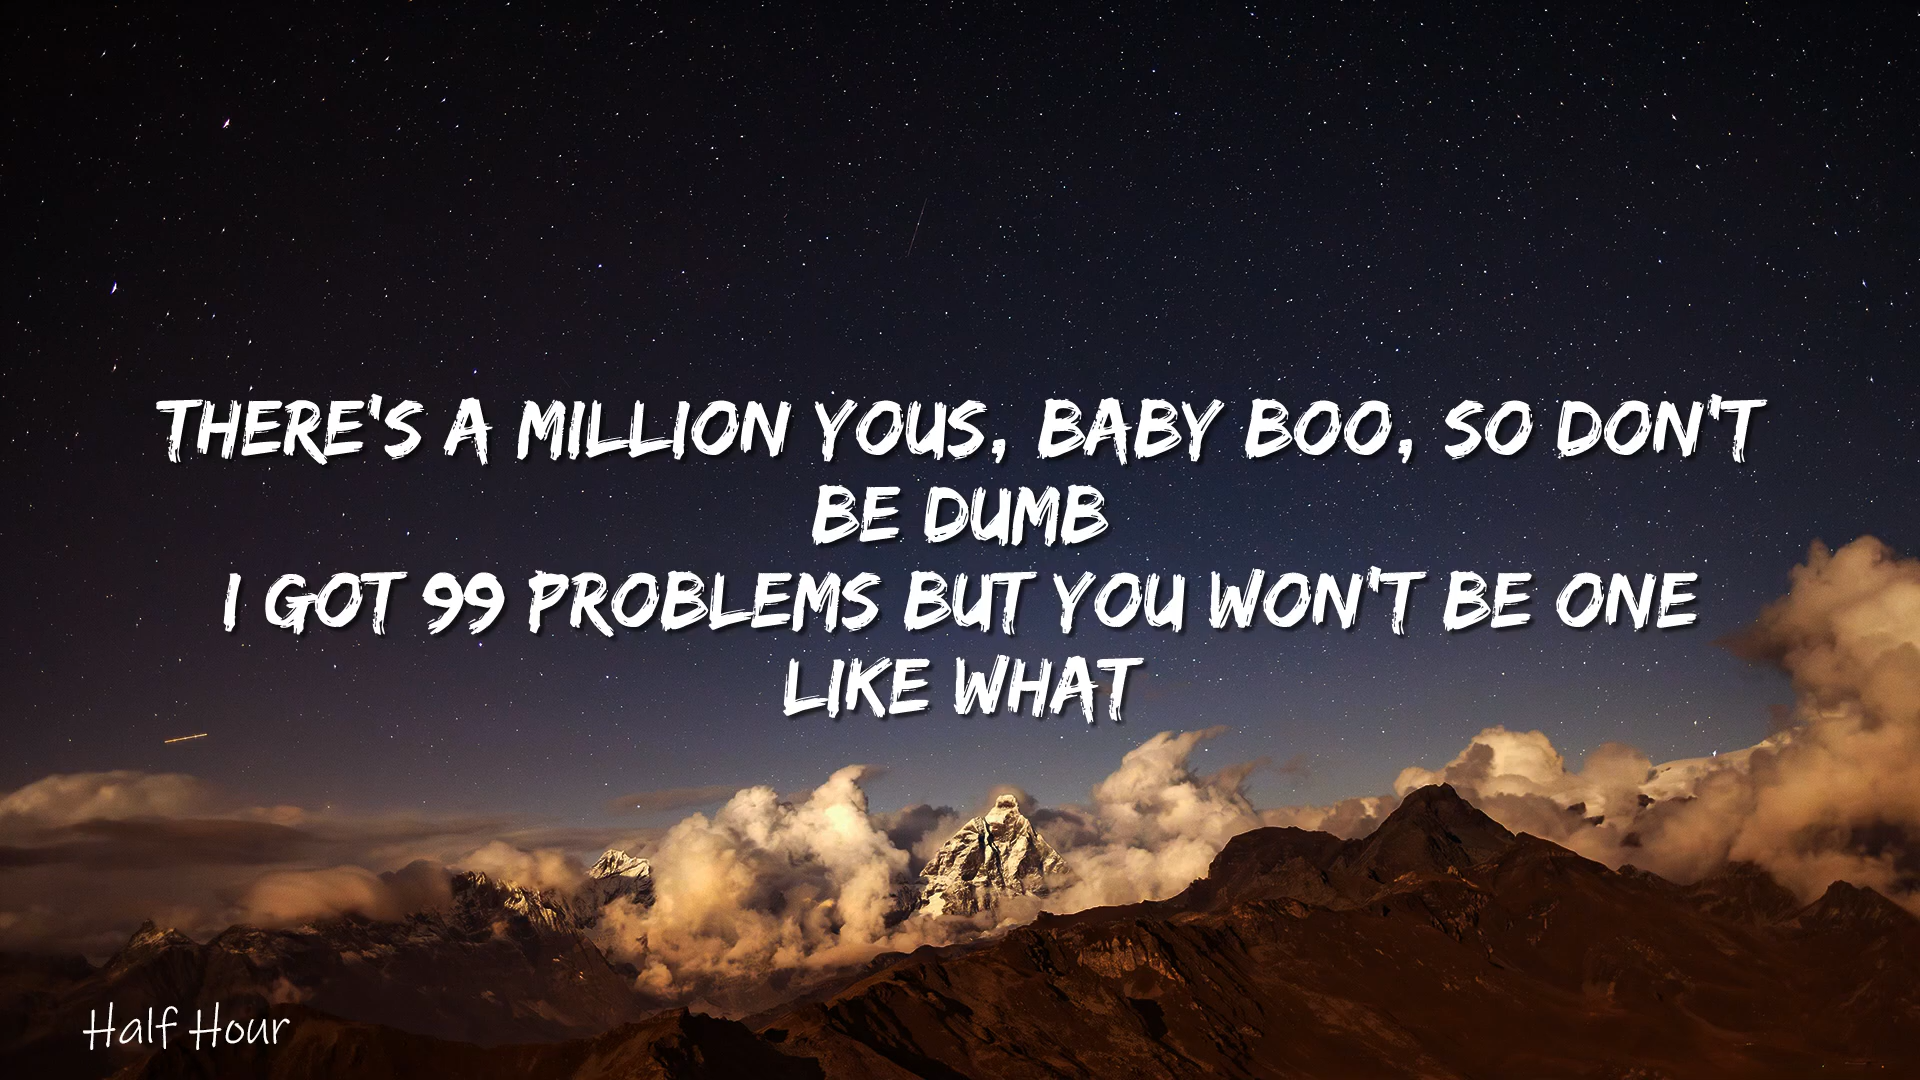 THERE'S A MILLION YOUS, BABY BOO, SO DON'T
BE DUMB
I GOT 99 PROBLEMS BUT YOU WON'T BE ONE
LIKE WHAT
Half Hour